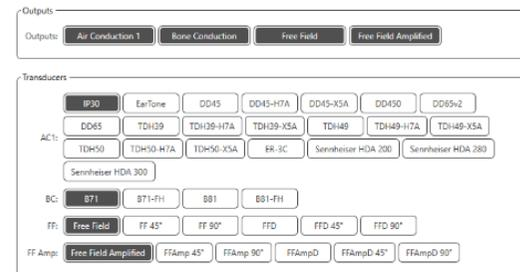 Outputs
Outputs: Air Conduction 1 Bone Conduction Free Field Free Field Amplified
Transducers
IP30 EarTone DD45 DD45-H7A DD45-X5A DD450 DD65v2
AC1: DD65 TDH39 TDH39-H7A TDH39-X5A TDH49 TDH49-H7A TDH49-X5A
TDH50 TDH50-H7A TDH50-X5A ER-3C Sennheiser HDA 200 Sennheiser HDA 280
Sennheiser HDA 300
BC: B71 B71-FH B81 B81-FH
FF: Free Field FF 45° FF 90° FFD FFD 45° FFD 90°
FF Amp: Free Field Amplified FFAmp 45° FFAmp 90° FFAmpD FFAmpD 45° FFAmpD 90°